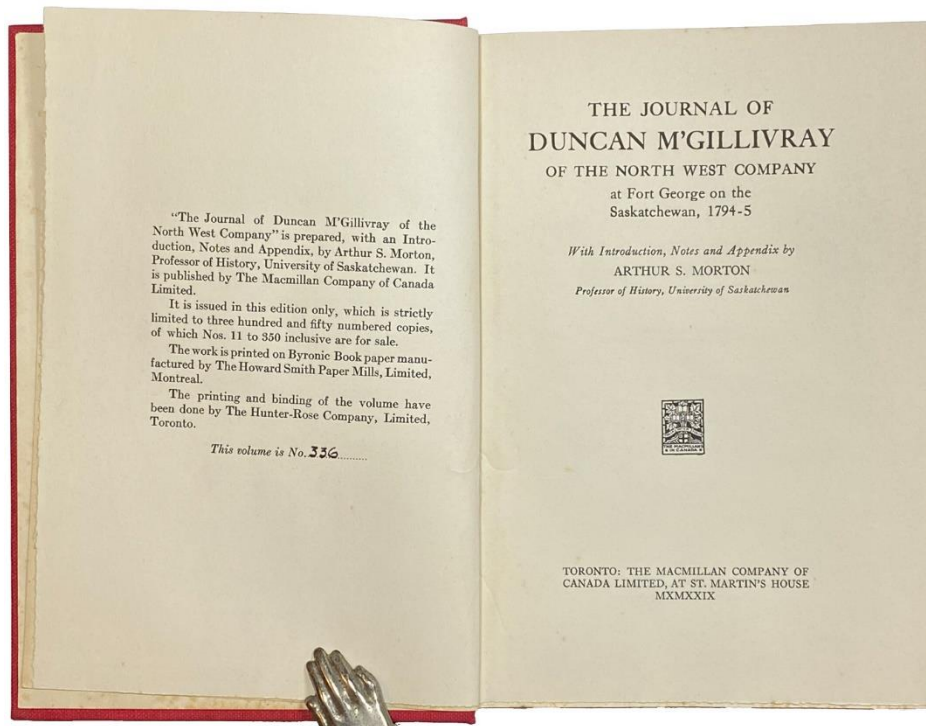 "The Journal of Duncan M'Gillivray of the
North West Company" is prepared, with an Intro-
duction, Notes and Appendix, by Arthur S. Morton,
Professor of History, University of Saskatchewan. It
is published by The Macmillan Company of Canada
Limited.
It is issued in this edition only, which is strictly
limited to three hundred and fifty numbered copies,
of which Nos. 11 to 350 inclusive are for sale.
The work is printed on Byronic Book paper manu-
factured by The Howard Smith Paper Mills, Limited,
Montreal.
The printing and binding of the volume have
been done by The Hunter-Rose Company, Limited,
Toronto.
This volume is No. 336
THE JOURNAL OF
DUNCAN M'GILLIVRAY
OF THE NORTH WEST COMPANY
at Fort George on the
Saskatchewan, 1794-5
With Introduction, Notes and Appendix by
ARTHUR S. MORTON
Professor of History, University of Saskatchewan
THE MACMILLANS
IN CANADA
TORONTO: THE MACMILLAN COMPANY OF
CANADA LIMITED, AT ST. MARTIN'S HOUSE
MXMXXIX